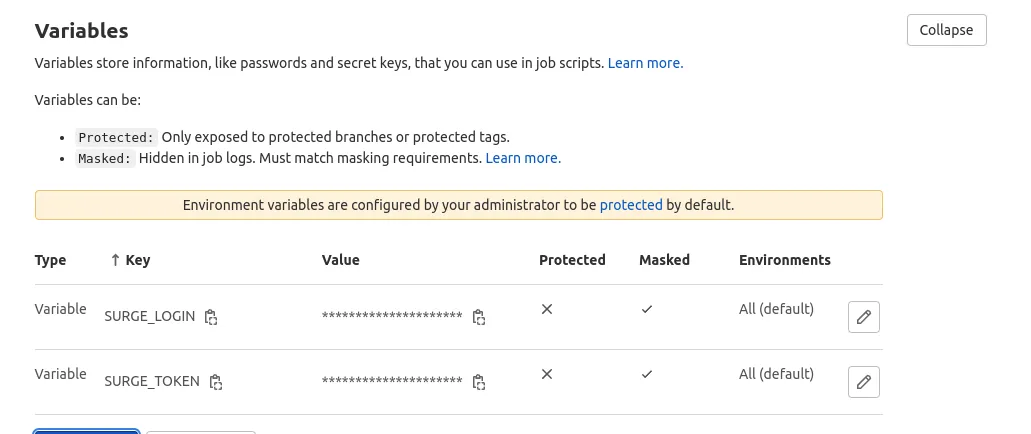 Variables
Collapse
Variables store information, like passwords and secret keys, that you can use in job scripts. Learn more.
Variables can be:
Protected: Only exposed to protected branches or protected tags.
Masked: Hidden in job logs. Must match masking requirements. Learn more.
Environment variables are configured by your administrator to be protected by default.
Type ↑ Key Value Protected Masked Environments
Variable SURGE_LOGIN ********************* All (default)
Variable SURGE_TOKEN ********************* All (default)